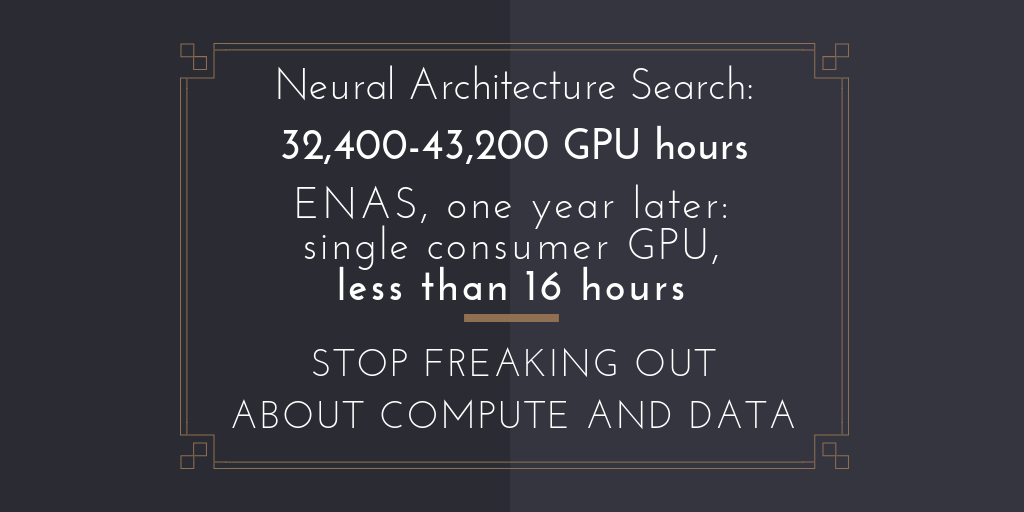 Neural Architecture Search:
32,400-43,200 GPU hours
ENAS, one year later:
single consumer GPU,
less than 16 hours
STOP FREAKING OUT
ABOUT COMPUTE AND DATA